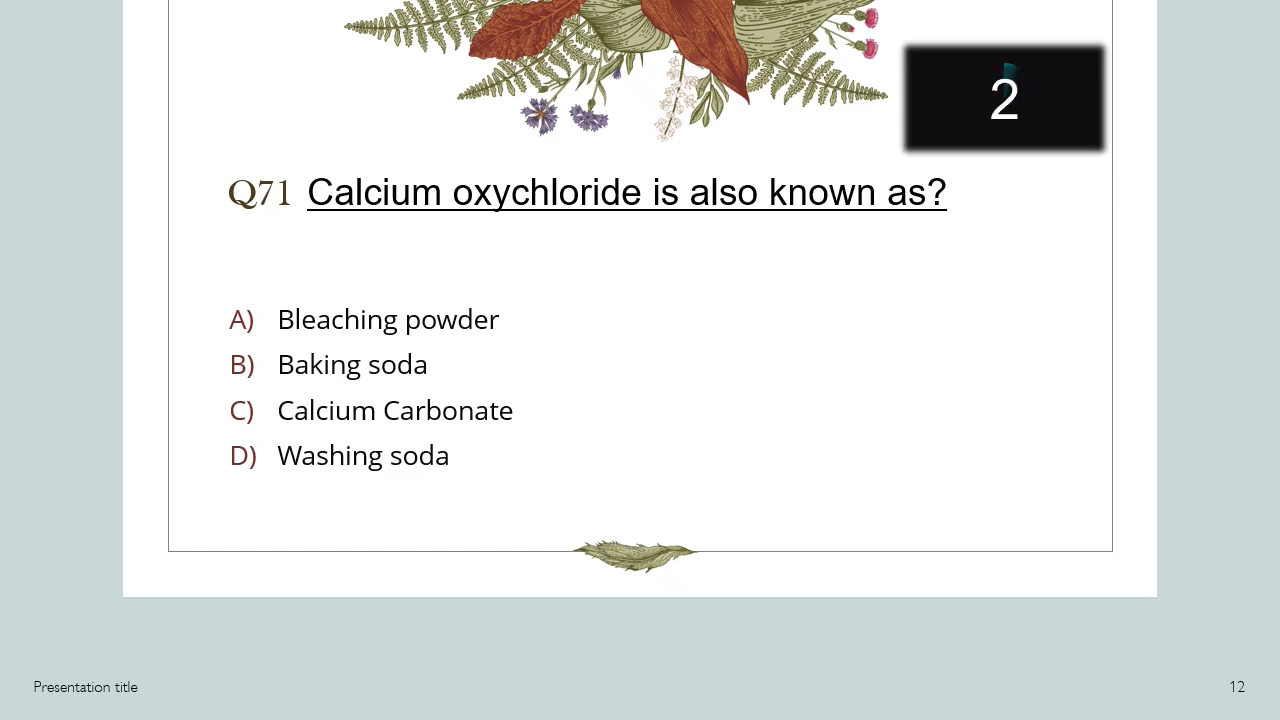 2
Q71 Calcium oxychloride is also known as?
A) Bleaching powder
B) Baking soda
C) Calcium Carbonate
D) Washing soda
Presentation title
12